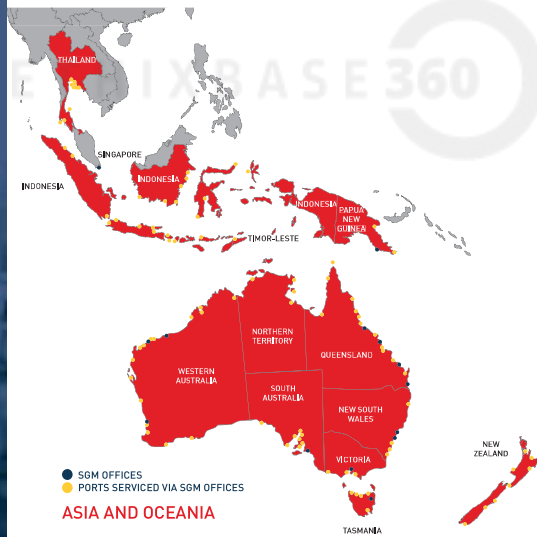 THAILAND
SINGAPORE
INDONESIA
INDONESIA
INDONESIA
PAPUA
NEW
GUINEA
TIMOR-LESTE
NORTHERN
TERRITORY
QUEENSLAND
WESTERN
AUSTRALIA
SOUTH
AUSTRALIA
NEW SOUTH
WALES
VICTORIA
NEW
ZEALAND
SGM OFFICES
PORTS SERVICED VIA SGM OFFICES
ASIA AND OCEANIA
TASMANIA